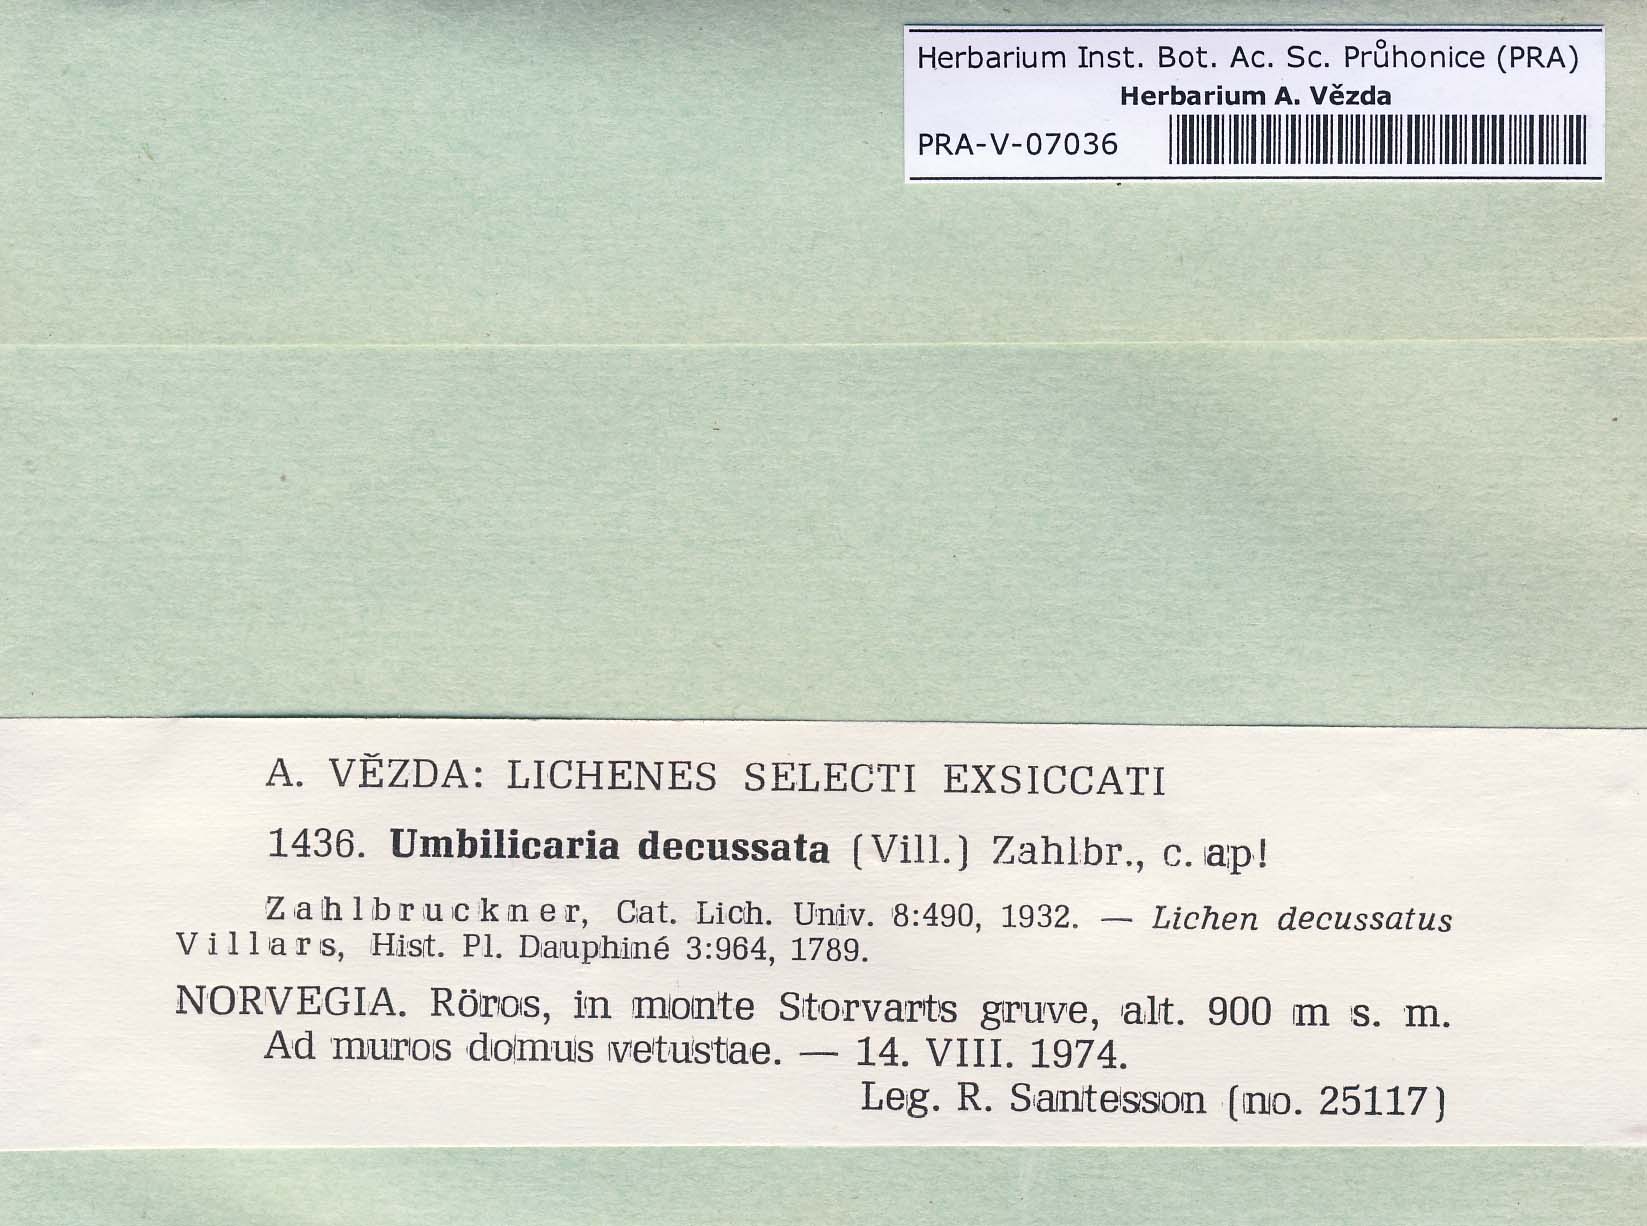 Herbarium Inst. Bot. Ac. Sc. Průhonice (PRA)
Herbarium A. Vězda
PRA-V-07036
A. VĚZDA: LICHENES SELECTI EXSICCATI
1436. Umbilicaria decussata (Vill.) Zahlbr., c. ap!
Zahlbruckner, Cat. Lich. Univ. 8:490, 1932. — Lichen decussatus
Villars, Hist. Pl. Dauphiné 3:964, 1789.
NORVEGIA. Röros, in monte Storvarts gruve, alt. 900 m s. m.
Ad muros domus vetustae. — 14. VIII. 1974.
Leg. R. Santesson (no. 25117)